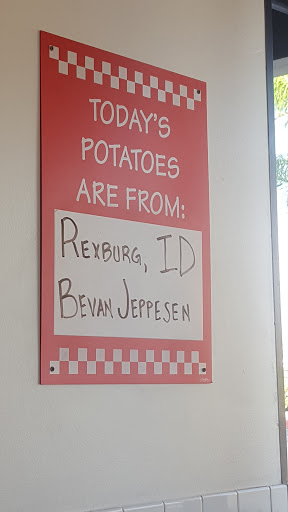 TODAY'S
POTATOES
ARE FROM:
REXBURG, ID
BEVAN JEPPESEN